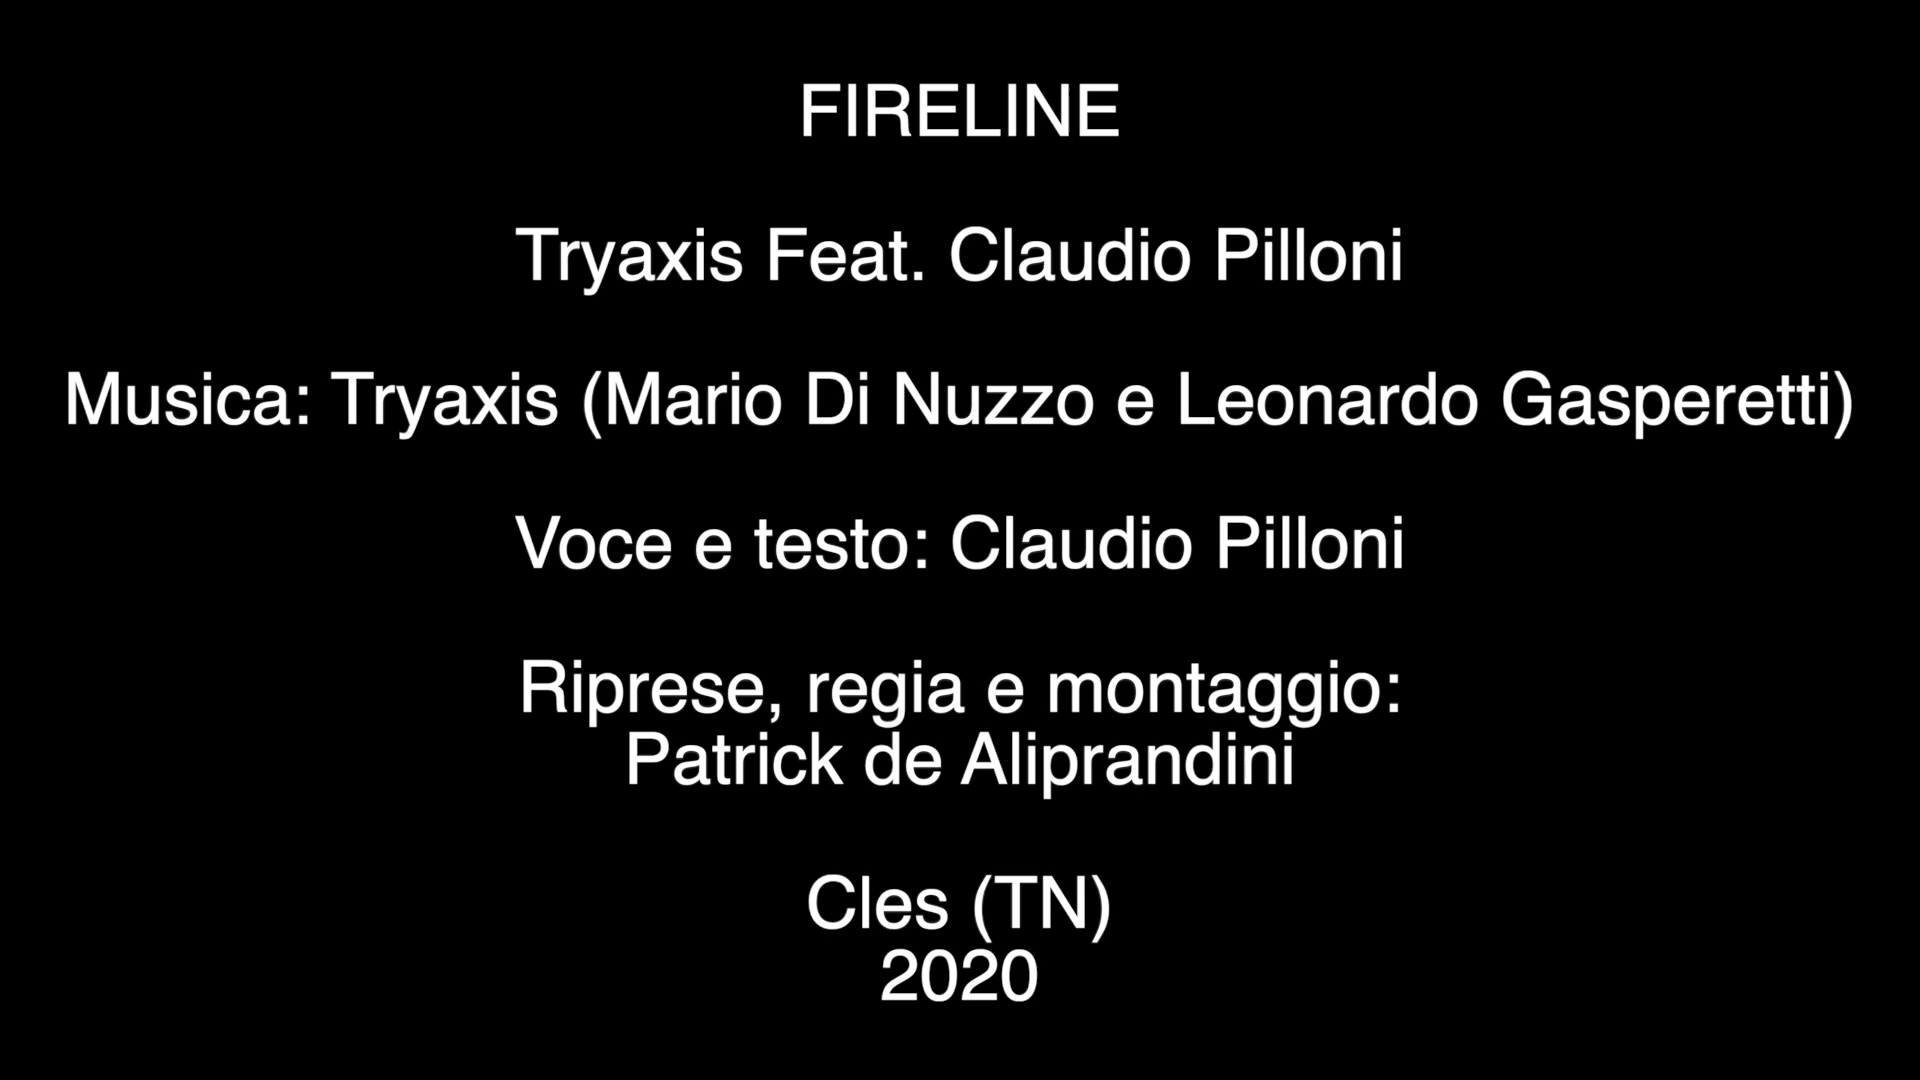 FIRELINE
Tryaxis Feat. Claudio Pilloni
Musica: Tryaxis (Mario Di Nuzzo e Leonardo Gasperetti)
Voce e testo: Claudio Pilloni
Riprese, regia e montaggio:
Patrick de Aliprandini
Cles (TN)
2020